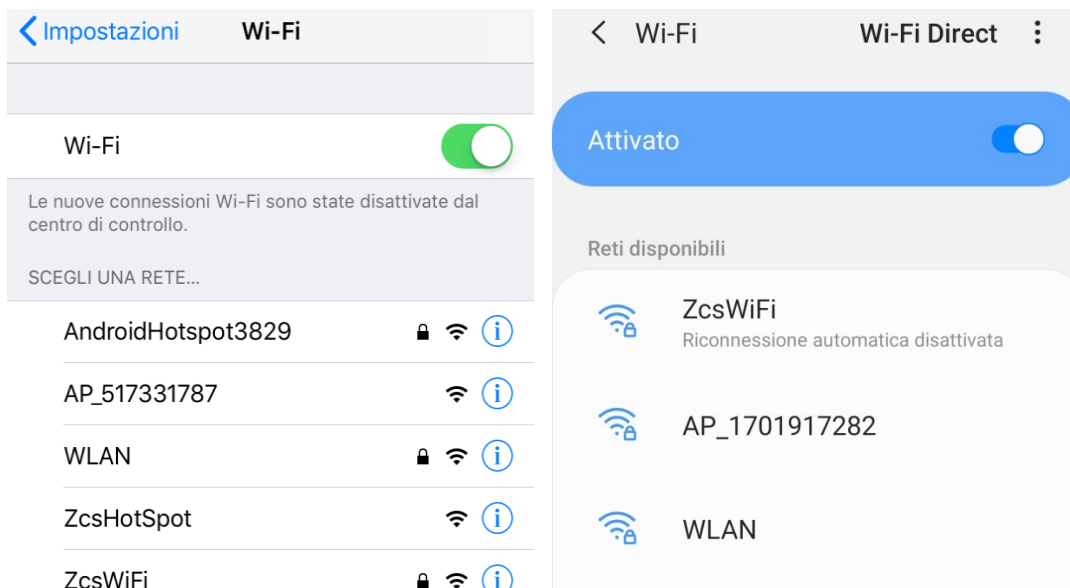 Impostazioni Wi-Fi
Wi-Fi
Le nuove connessioni Wi-Fi sono state disattivate dal
centro di controllo.
SCEGLI UNA RETE...
AndroidHotspot3829
AP_517331787
WLAN
ZcsHotSpot
ZcsWiFi
Wi-Fi Wi-Fi Direct
Attivato
Reti disponibili
ZcsWiFi
Riconnessione automatica disattivata
AP_1701917282
WLAN